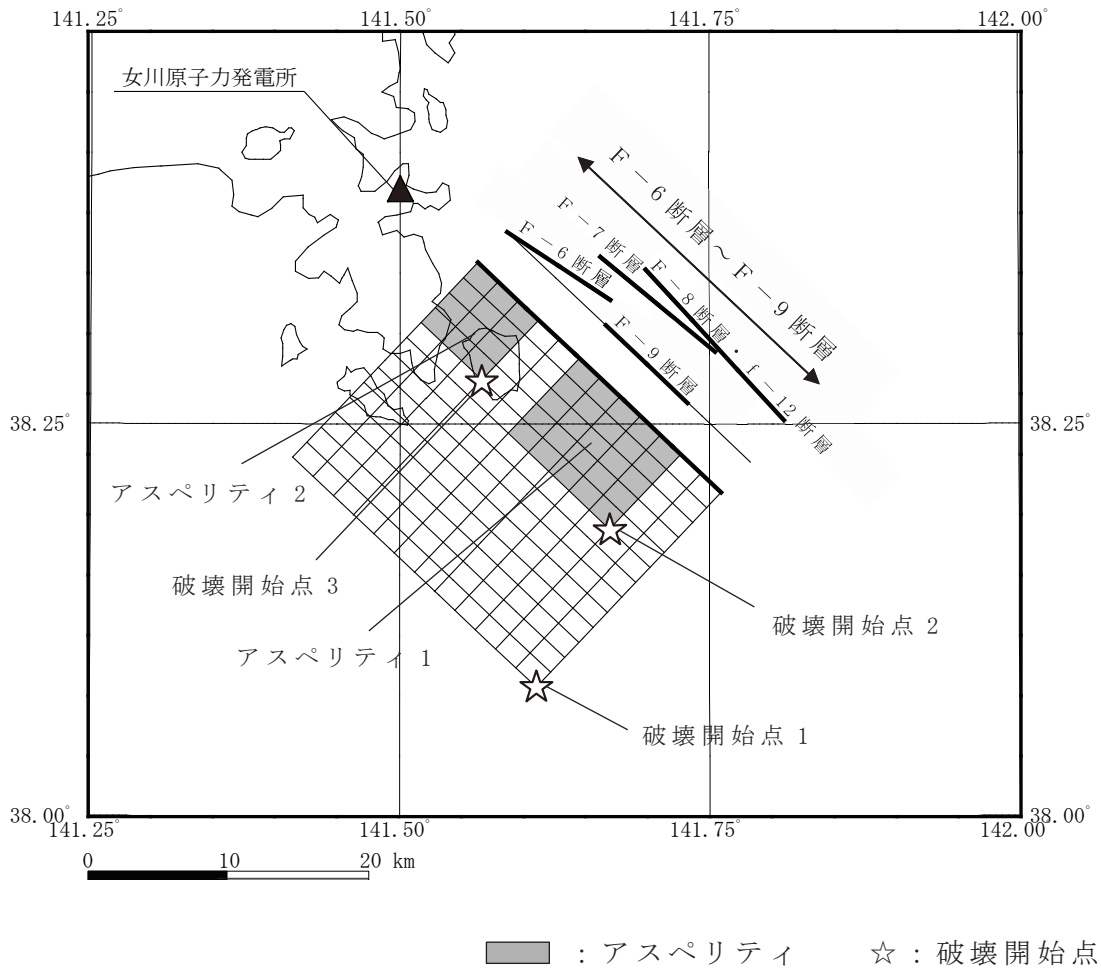 141.25°
141.50°
141.75°
142.00°
女川原子力発電所
F－6断層～F－9断層
F－7断層
F－6断層
F－8断層・f－12断層
F－9断層
38.25°
38.25°
アスペリティ2
破壊開始点3
破壊開始点2
アスペリティ1
破壊開始点1
38.00°
38.00°
141.25°
141.50°
141.75°
142.00°
0
10
20 km
：アスペリティ
☆：破壊開始点